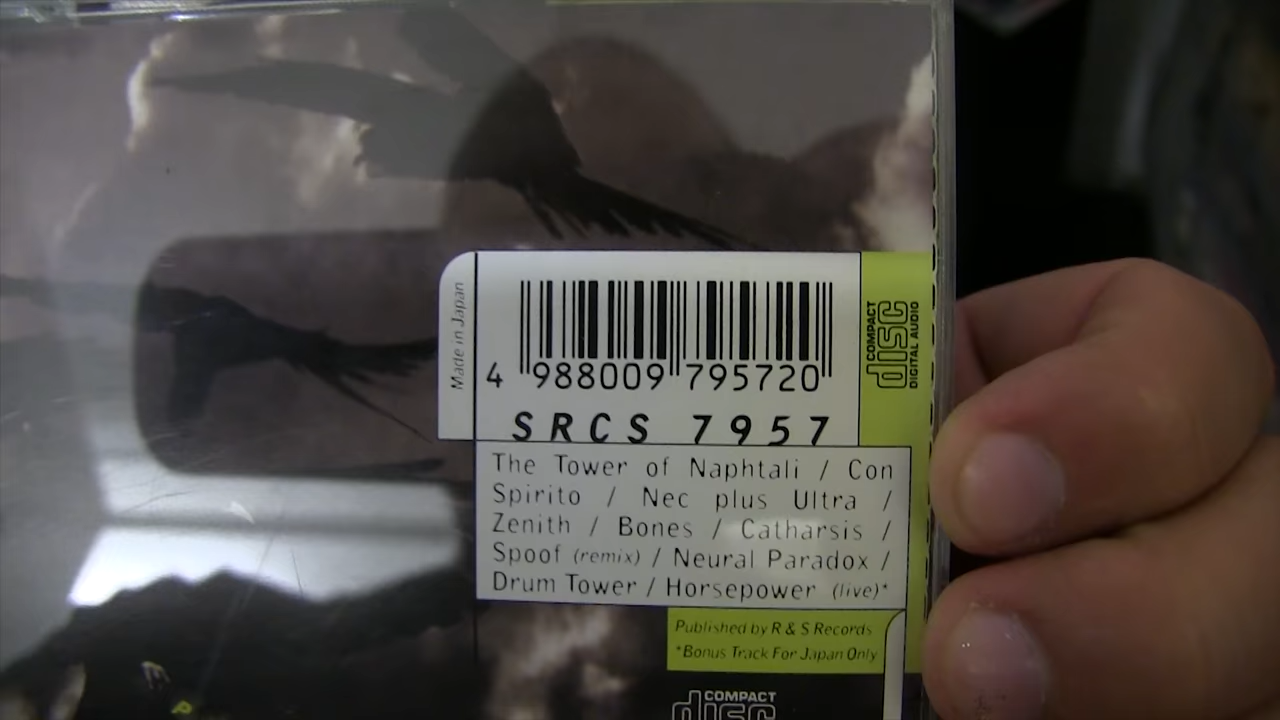 Made in Japan
4 988009 795720
SRCS 7957
COMPACT
disc
DIGITAL AUDIO
The Tower of Naphtali / Con
Spirito / Nec plus Ultra /
Zenith / Bones / Catharsis /
Spoof (remix) / Neural Paradox /
Drum Tower / Horsepower (live)*
Published by R & S Records
*Bonus Track For Japan Only
COMPACT
disc